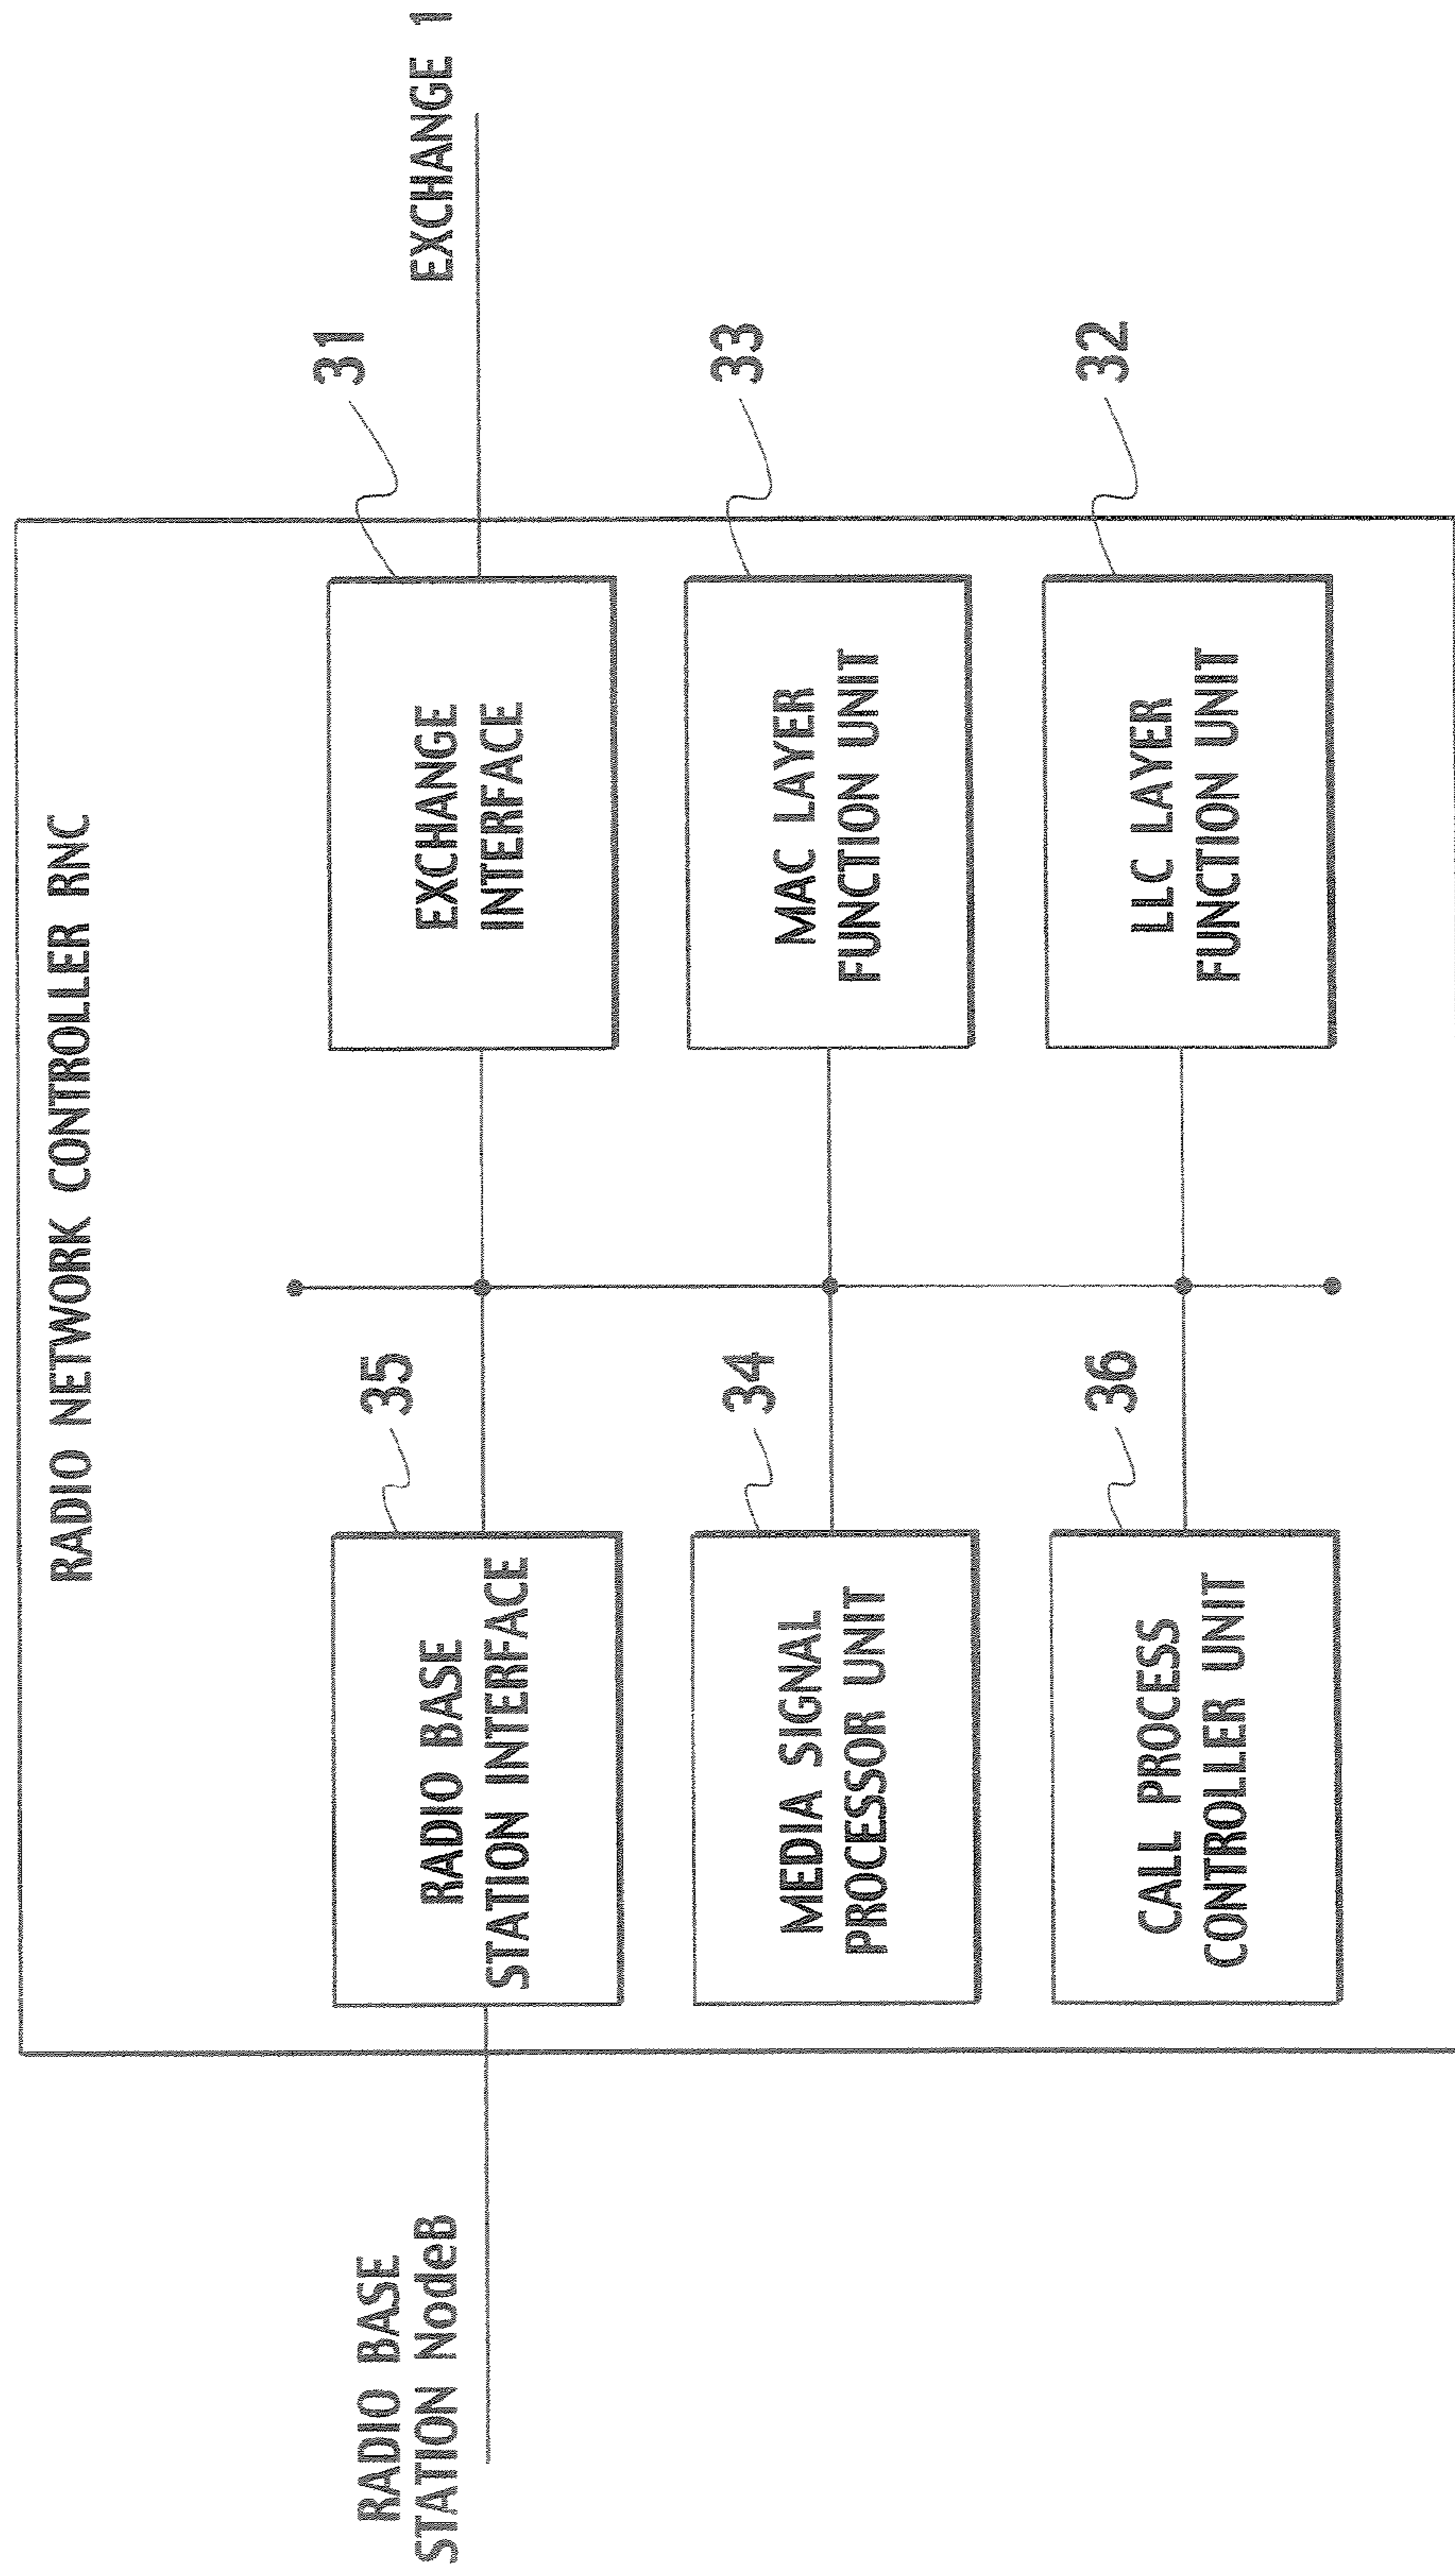 RADIO NETWORK CONTROLLER RNC
RADIO BASE
STATION NodeB
35
RADIO BASE
STATION INTERFACE
31
EXCHANGE
INTERFACE
EXCHANGE 1
34
MEDIA SIGNAL
PROCESSOR UNIT
33
MAC LAYER
FUNCTION UNIT
36
CALL PROCESS
CONTROLLER UNIT
32
LLC LAYER
FUNCTION UNIT